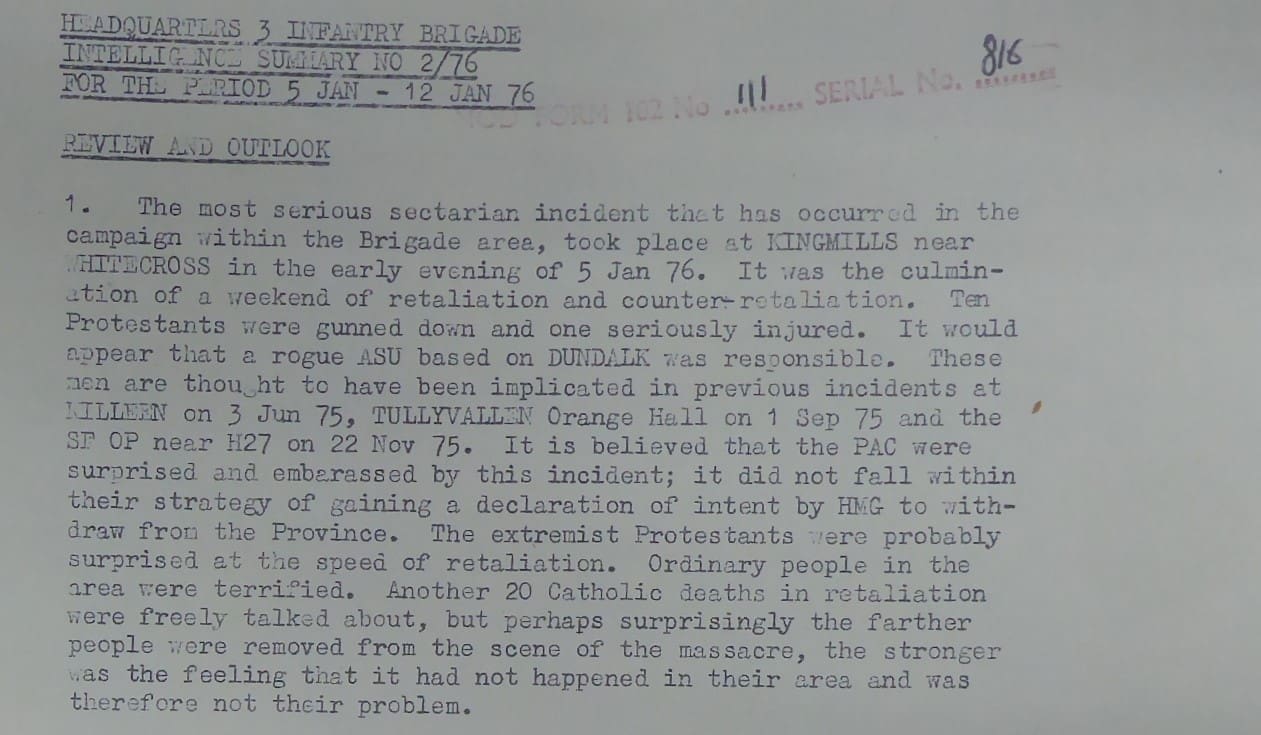 HEADQUARTERS 3 INFANTRY BRIGADE
INTELLIGENCE SUMMARY NO 2/76
FOR THE PERIOD 5 JAN - 12 JAN 76
MOD FORM 102 No 111 SERIAL No. 816
REVIEW AND OUTLOOK
1. The most serious sectarian incident that has occurred in the
campaign within the Brigade area, took place at KINGMILLS near
WHITECROSS in the early evening of 5 Jan 76. It was the culmin-
ation of a weekend of retaliation and counter-retaliation. Ten
Protestants were gunned down and one seriously injured. It would
appear that a rogue ASU based on DUNDALK was responsible. These
men are thought to have been implicated in previous incidents at
KILLEEN on 3 Jun 75, TULLYVALLEN Orange Hall on 1 Sep 75 and the
SF OP near H27 on 22 Nov 75. It is believed that the PAC were
surprised and embarassed by this incident; it did not fall within
their strategy of gaining a declaration of intent by HMG to with-
draw from the Province. The extremist Protestants were probably
surprised at the speed of retaliation. Ordinary people in the
area were terrified. Another 20 Catholic deaths in retaliation
were freely talked about, but perhaps surprisingly the farther
people were removed from the scene of the massacre, the stronger
was the feeling that it had not happened in their area and was
therefore not their problem.